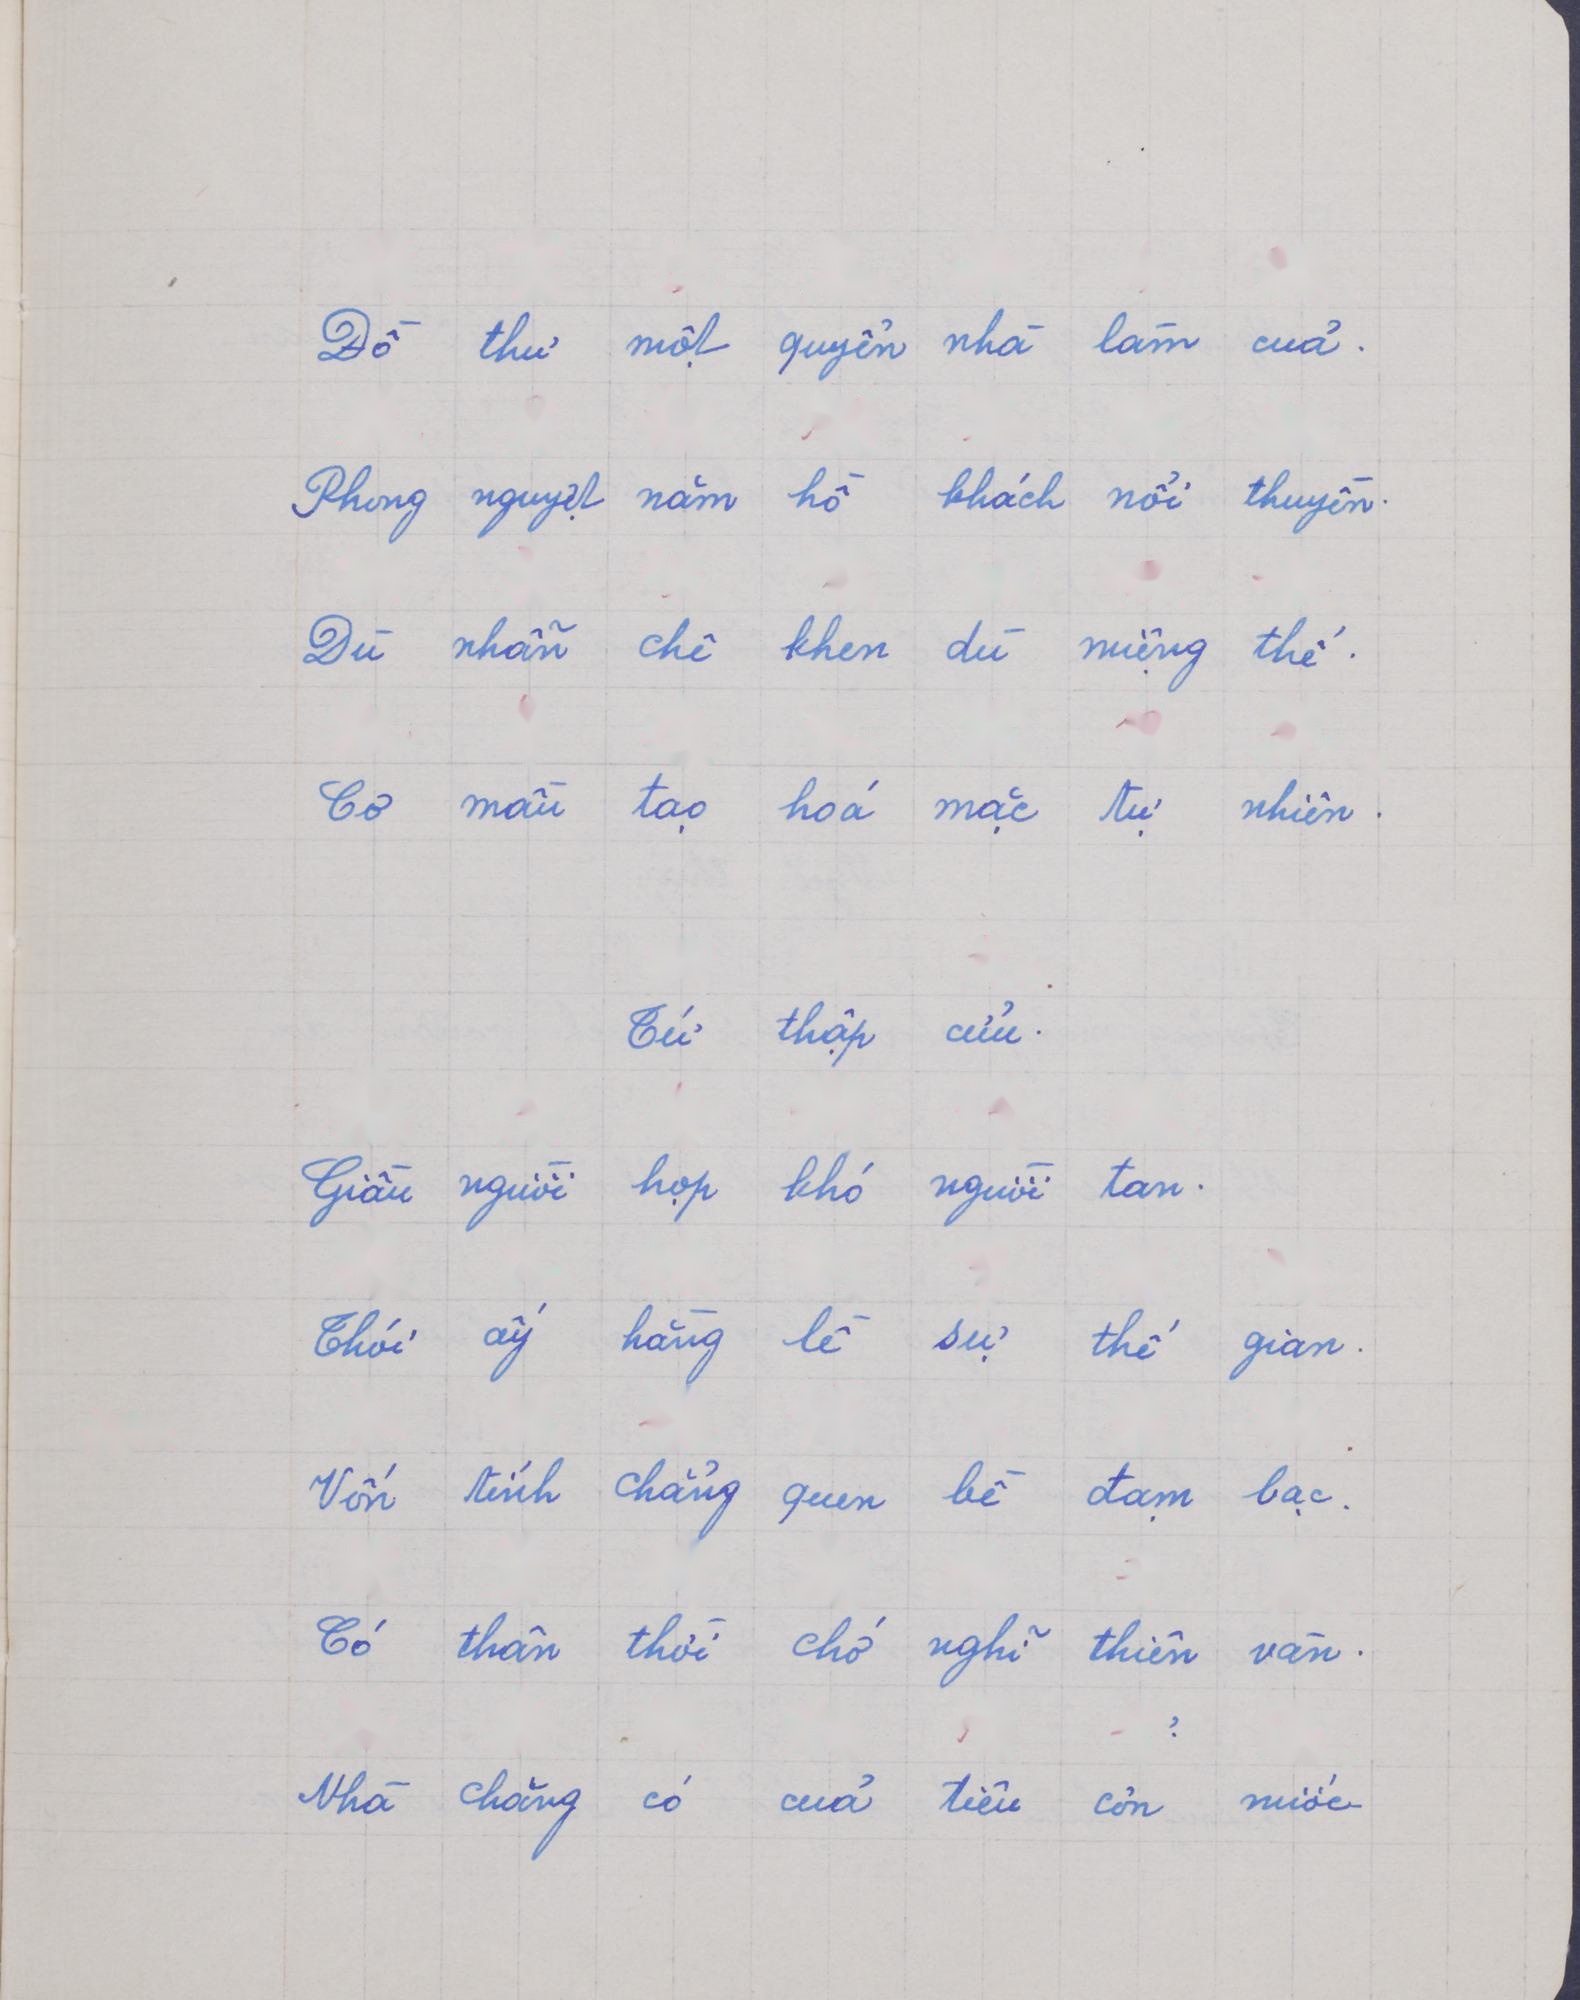 Đồ thư một quyển nhà làm của.
Phong nguyệt năm hồ khách nổi thuyền.
Dù nhẫn chê khen dù miệng thế.
Cơ mầu tạo hoá mặc tự nhiên.
Tứ thập cửu.
Giầu người họp khó người tan.
Thói ấy hằng lề sự thế gian.
Vốn tính chẳng quen bề đạm bạc.
Có thân thời chớ nghĩ thiên vàn.
?
Nhà chăng có của tiêu còn nước